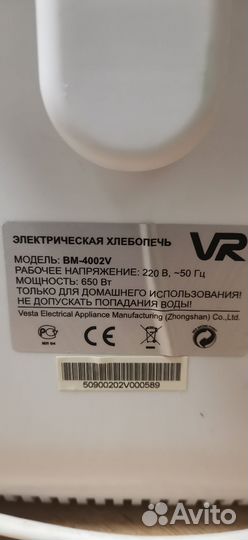 ЭЛЕКТРИЧЕСКАЯ ХЛЕБОПЕЧЬ
VR
МОДЕЛЬ: BM-4002V
РАБОЧЕЕ НАПРЯЖЕНИЕ: 220 В, ~50 Гц
МОЩНОСТЬ: 650 Вт
ТОЛЬКО ДЛЯ ДОМАШНЕГО ИСПОЛЬЗОВАНИЯ!
НЕ ДОПУСКАТЬ ПОПАДАНИЯ ВОДЫ!
Vesta Electrical Appliance Manufacturing (Zhongshan) Co., Ltd.
CE
50900202V000589
Avito